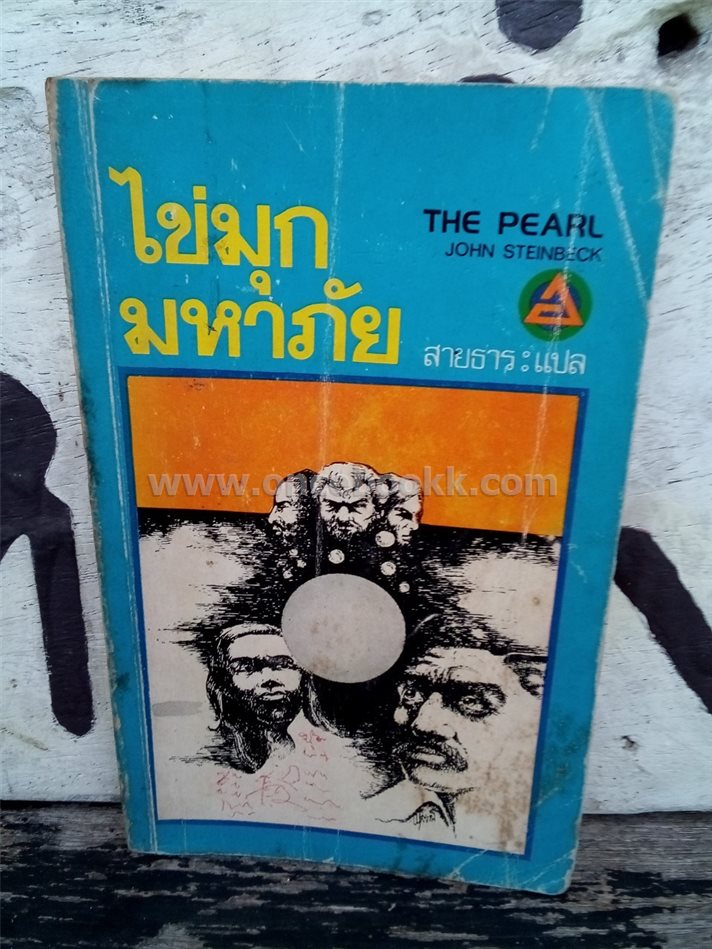 ไข่มุก
มหาภัย
THE PEARL
JOHN STEINBECK
สายธาร : แปล